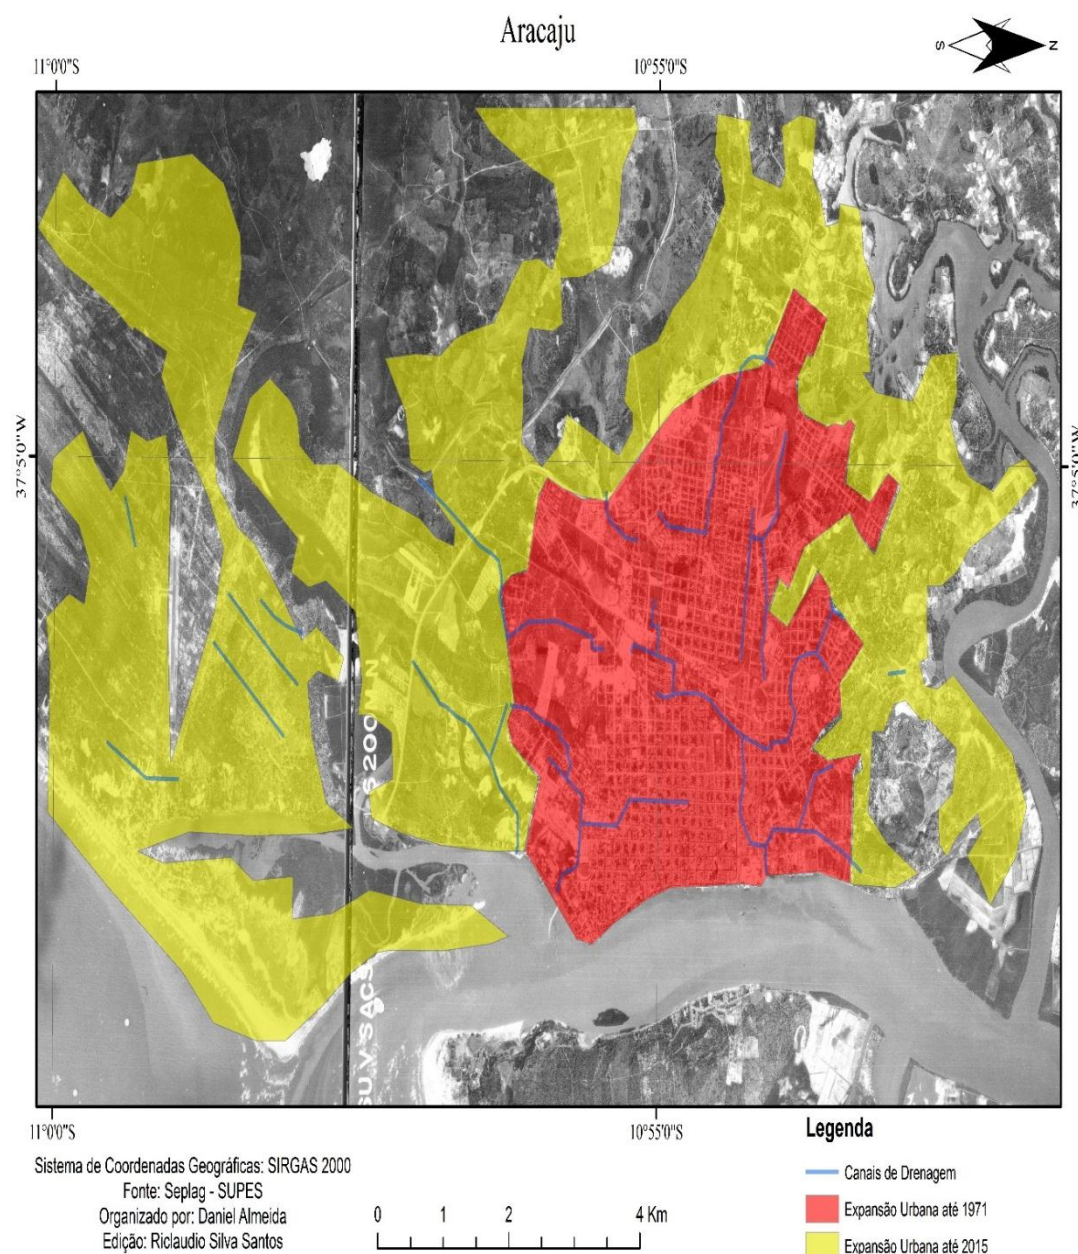 Aracaju
S
N
11°0'0"S
10°55'0"S
37°5'0"W
37°5'0"W
11°0'0"S
10°55'0"S
Sistema de Coordenadas Geográficas: SIRGAS 2000
Fonte: Seplag - SUPES
Organizado por: Daniel Almeida
Edição: Riclaudio Silva Santos
0 1 2 4 Km
Legenda
Canais de Drenagem
Expansão Urbana até 1971
Expansão Urbana até 2015